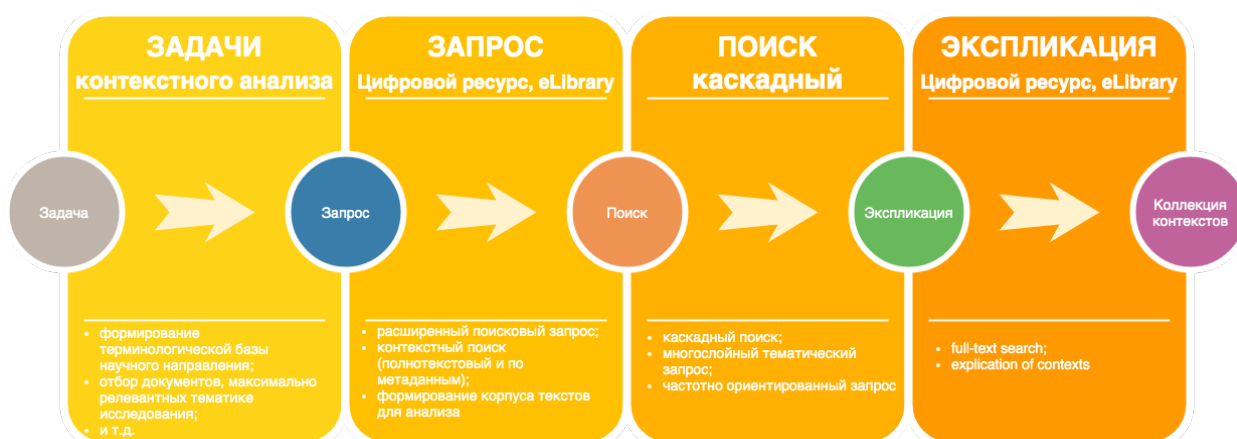 ЗАДАЧИ
контекстного анализа
ЗАПРОС
Цифровой ресурс, eLibrary
ПОИСК
каскадный
ЭКСПЛИКАЦИЯ
Цифровой ресурс, eLibrary
Задача
Запрос
Поиск
Экспликация
Коллекция
контекстов
• формирование
терминологической базы
научного направления;
• отбор документов, максимально
релевантных тематике
исследования;
• и т.д.
• расширенный поисковый запрос;
• контекстный поиск
(полнотекстовый и по
метаданным);
• формирование корпуса текстов
для анализа
• каскадный поиск;
• многослойный тематический
запрос;
• частотно ориентированный запрос
• full-text search;
• explication of contexts